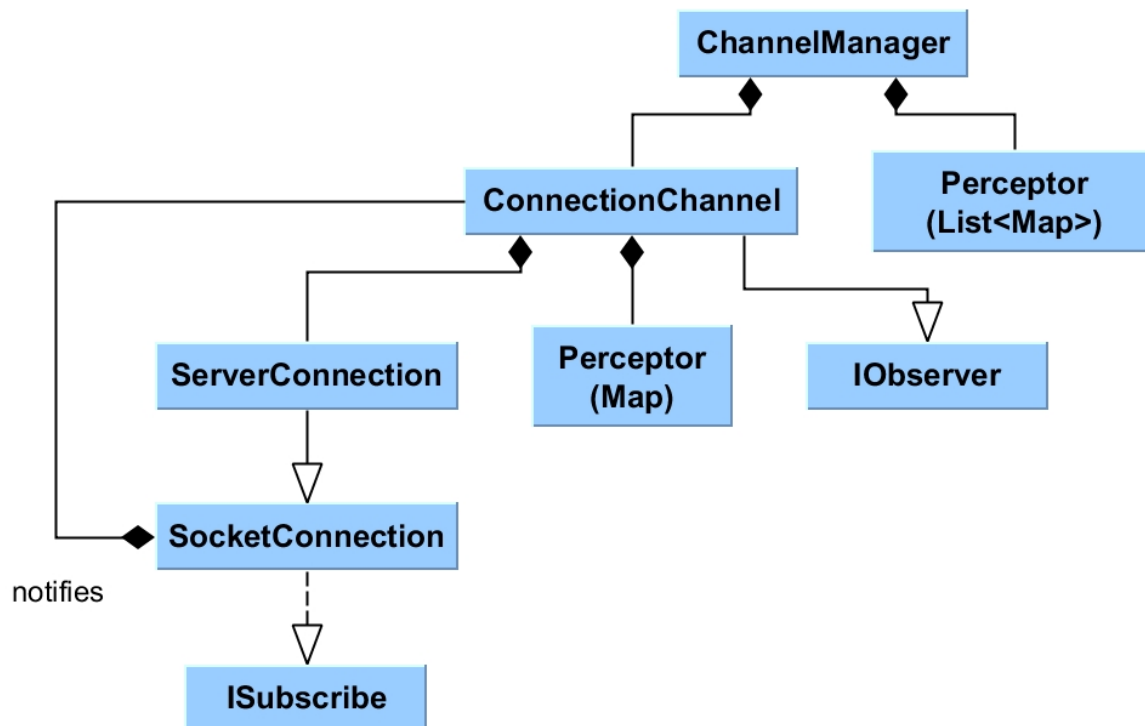 ChannelManager
ConnectionChannel
Perceptor
(List<Map>)
ServerConnection
Perceptor
(Map)
IObserver
SocketConnection
notifies
ISubscribe